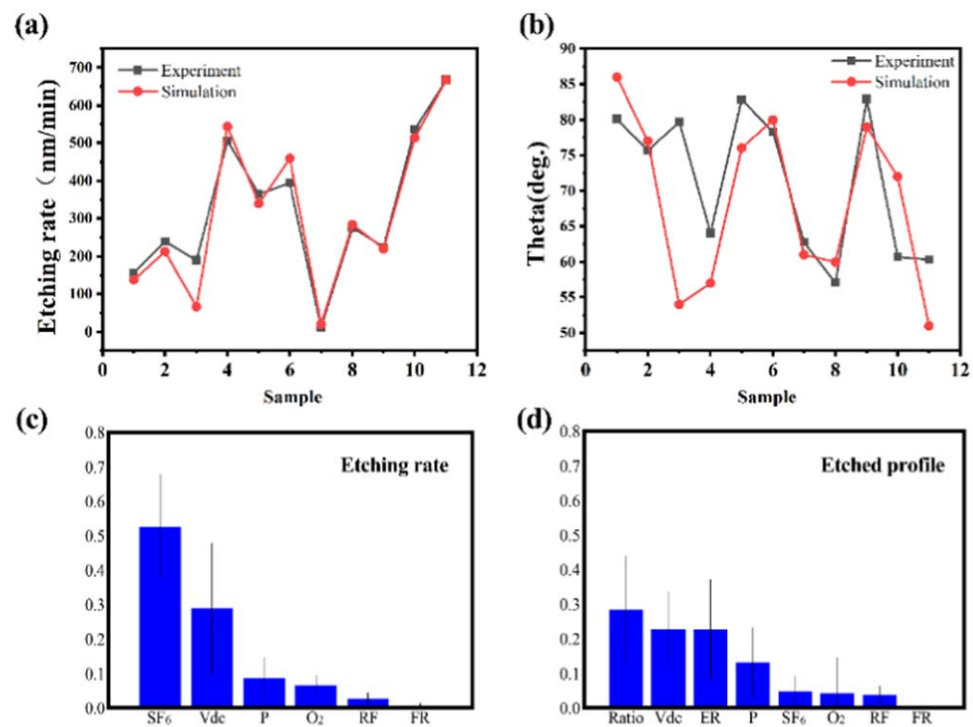 (a)
(b)
700
600
500
400
300
200
100
0
Etching rate（nm/min)
Experiment
Simulation
0 2 4 6 8 10 12
Sample
90
85
80
75
70
65
60
55
50
Theta(deg.)
Experiment
Simulation
0 2 4 6 8 10 12
Sample
(c)
(d)
0.8
0.7
0.6
0.5
0.4
0.3
0.2
0.1
0.0
Etching rate
SF₆ Vdc P O₂ RF FR
0.8
0.7
0.6
0.5
0.4
0.3
0.2
0.1
0.0
Etched profile
Ratio Vdc ER P SF₆ O₂ RF FR